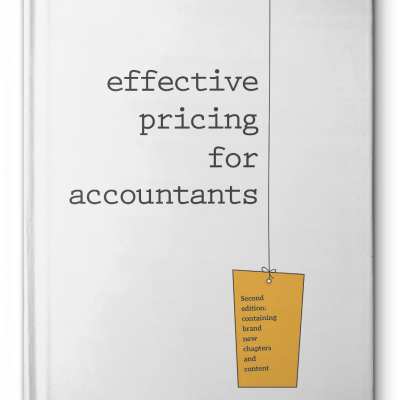 effective
pricing
for
accountants
Second
edition:
containing
brand
new
chapters
and
content